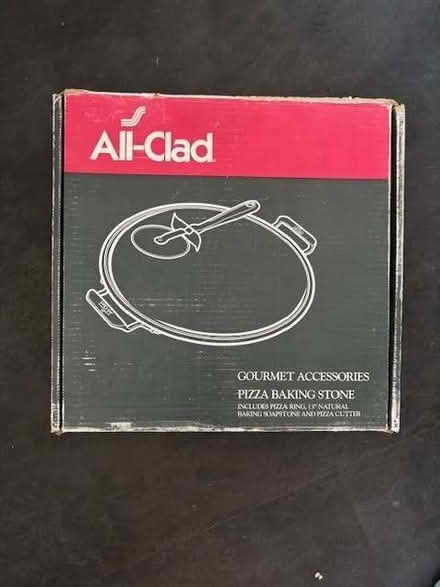 All-Clad
GOURMET ACCESSORIES
PIZZA BAKING STONE
INCLUDES PIZZA RING, 13" NATURAL
BAKING SOAPSTONE AND PIZZA CUTTER